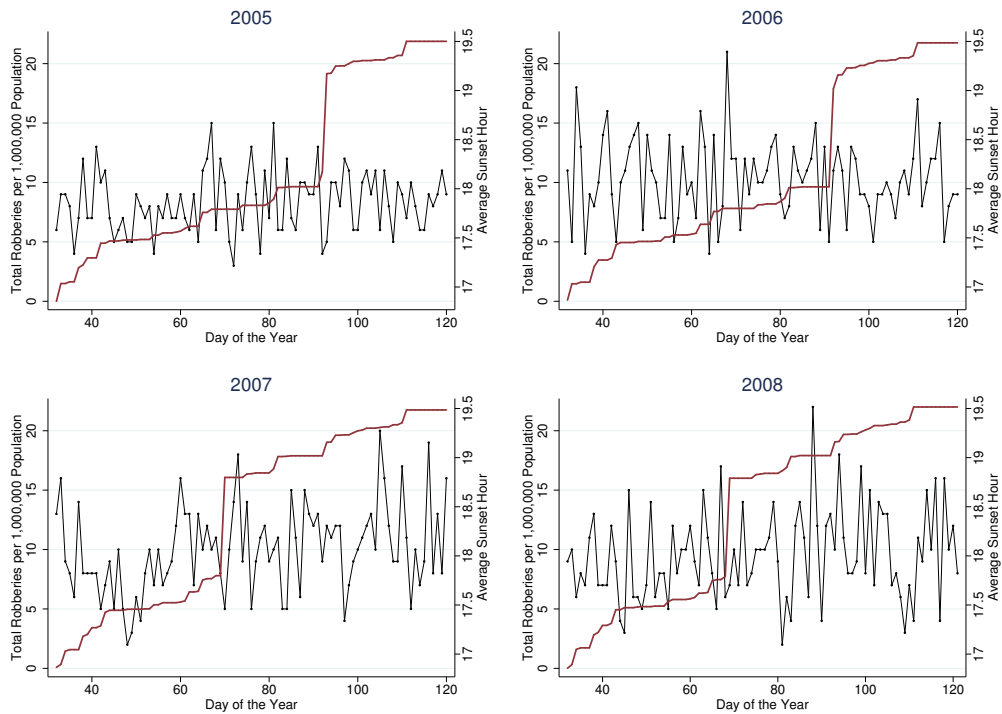 2005
Total Robberies per 1,000,000 Population
0 5 10 15 20
17 17.5 18 18.5 19 19.5
Average Sunset Hour
40 60 80 100 120
Day of the Year
2006
Total Robberies per 1,000,000 Population
0 5 10 15 20
17 17.5 18 18.5 19 19.5
Average Sunset Hour
40 60 80 100 120
Day of the Year
2007
Total Robberies per 1,000,000 Population
0 5 10 15 20
17 17.5 18 18.5 19 19.5
Average Sunset Hour
40 60 80 100 120
Day of the Year
2008
Total Robberies per 1,000,000 Population
0 5 10 15 20
17 17.5 18 18.5 19 19.5
Average Sunset Hour
40 60 80 100 120
Day of the Year